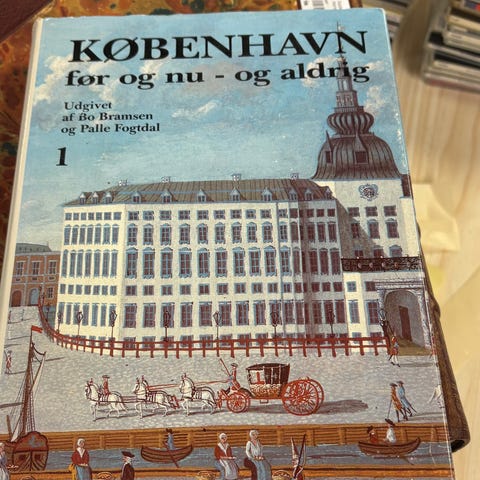 KØBENHAVN
før og nu - og aldrig
Udgivet
af Bo Bramsen
og Palle Fogtdal
1